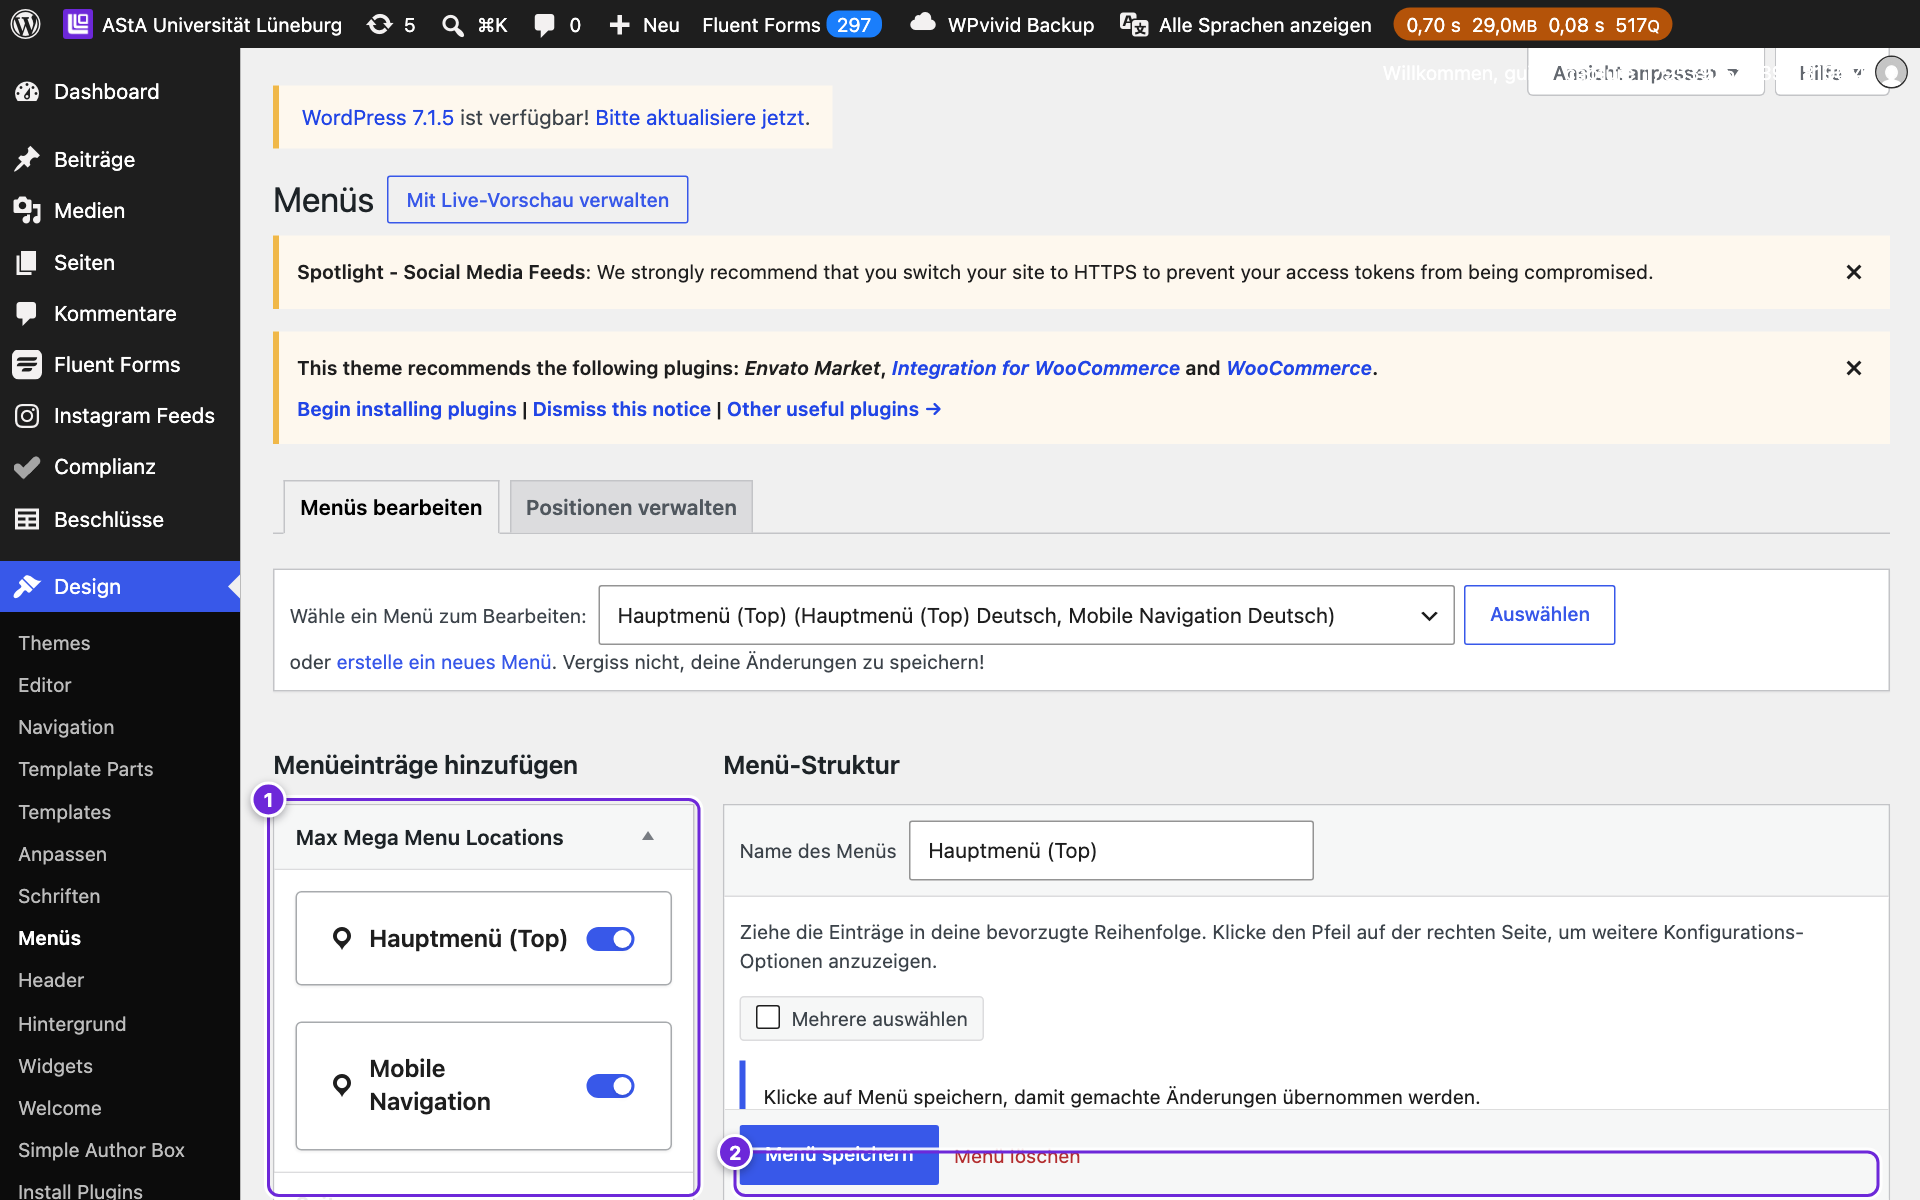 AStA Universität Lüneburg 5 ⌘K 0 Neu Fluent Forms 297 WPvivid Backup Alle Sprachen anzeigen 0,70 s 29,0MB 0,08 s 517Q
Dashboard
Beiträge
Medien
Seiten
Kommentare
Fluent Forms
Instagram Feeds
Complianz
Beschlüsse
Design
Themes
Editor
Navigation
Template Parts
Templates
Anpassen
Schriften
Menüs
Header
Hintergrund
Widgets
Welcome
Simple Author Box
Install Plugins
Willkommen,
Ansicht anpassen
Hilfe
WordPress 7.1.5 ist verfügbar! Bitte aktualisiere jetzt.
Menüs Mit Live-Vorschau verwalten
Spotlight - Social Media Feeds: We strongly recommend that you switch your site to HTTPS to prevent your access tokens from being compromised.
This theme recommends the following plugins: Envato Market, Integration for WooCommerce and WooCommerce.
Begin installing plugins | Dismiss this notice | Other useful plugins →
Menüs bearbeiten Positionen verwalten
Wähle ein Menü zum Bearbeiten: Hauptmenü (Top) (Hauptmenü (Top) Deutsch, Mobile Navigation Deutsch) Auswählen
oder erstelle ein neues Menü. Vergiss nicht, deine Änderungen zu speichern!
Menüeinträge hinzufügen
1
Max Mega Menu Locations
Hauptmenü (Top)
Mobile
Navigation
Menü-Struktur
Name des Menüs Hauptmenü (Top)
Ziehe die Einträge in deine bevorzugte Reihenfolge. Klicke den Pfeil auf der rechten Seite, um weitere Konfigurations-
Optionen anzuzeigen.
Mehrere auswählen
Klicke auf Menü speichern, damit gemachte Änderungen übernommen werden.
2
Menü speichern Menü löschen